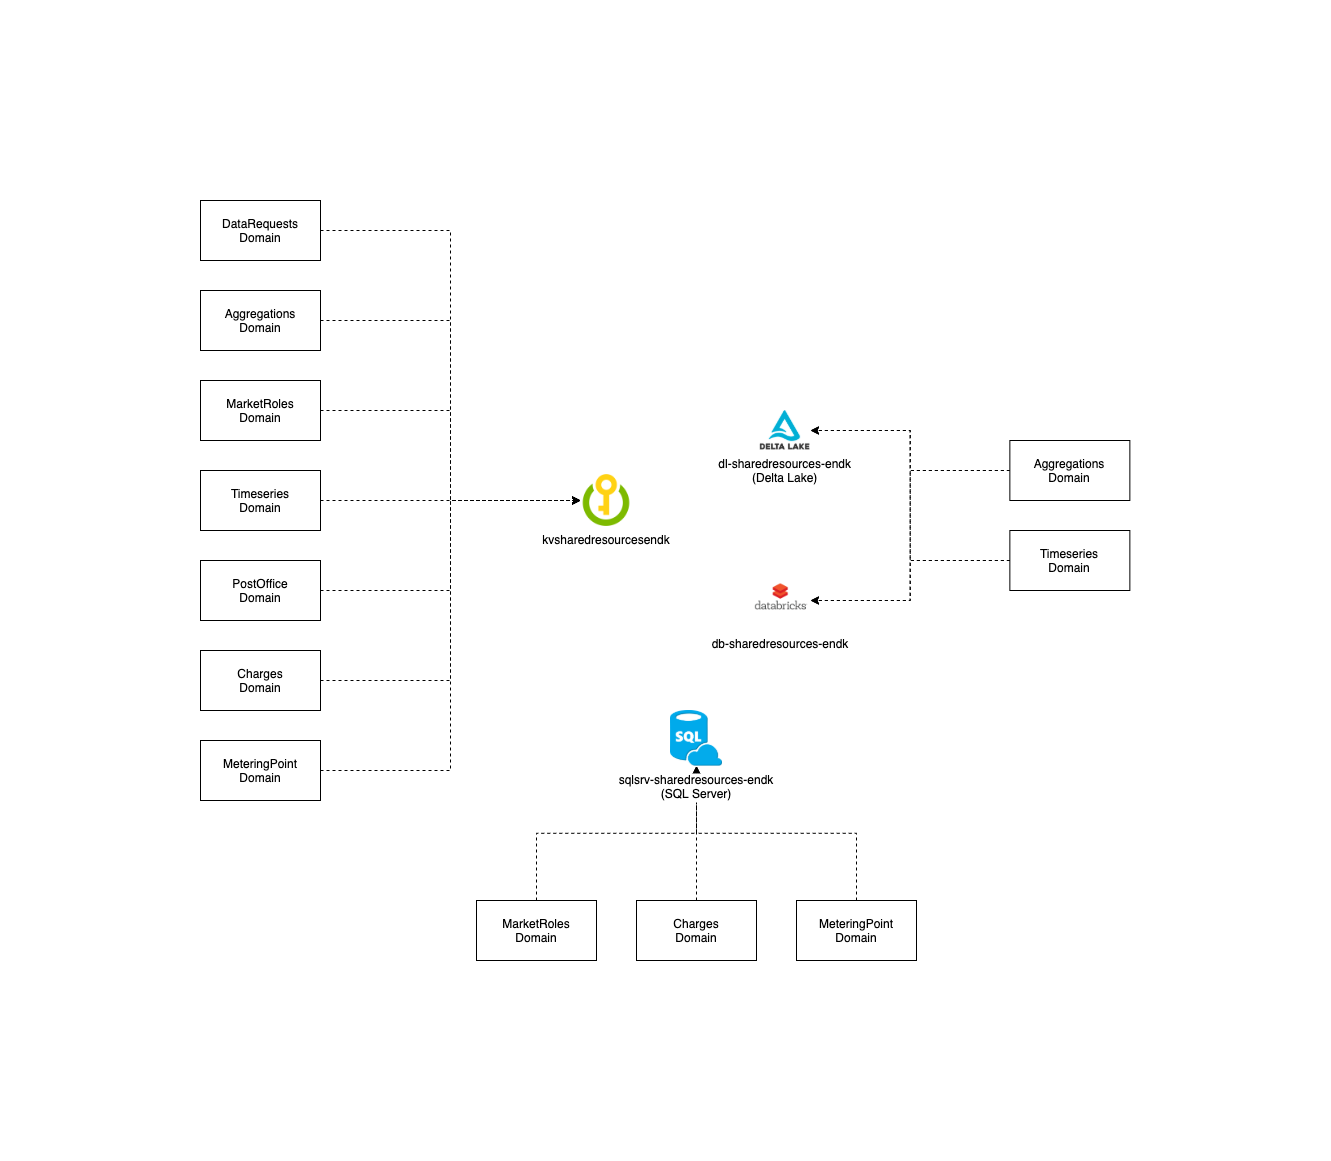 DataRequests
Domain
Aggregations
Domain
MarketRoles
Domain
Timeseries
Domain
PostOffice
Domain
Charges
Domain
MeteringPoint
Domain
kvsharedresourcesendk
DELTA LAKE
dl-sharedresources-endk
(Delta Lake)
databricks
db-sharedresources-endk
Aggregations
Domain
Timeseries
Domain
SQL
sqlsrv-sharedresources-endk
(SQL Server)
MarketRoles
Domain
Charges
Domain
MeteringPoint
Domain